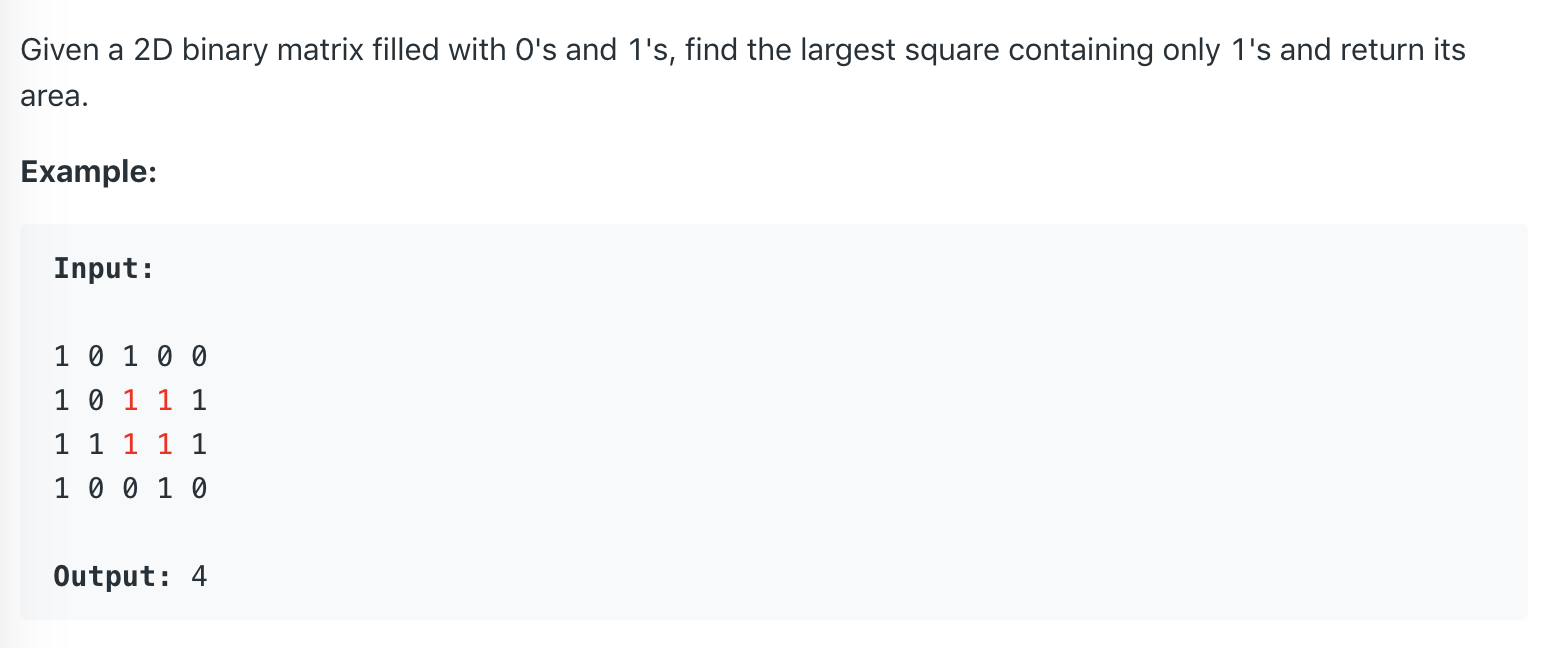 Given a 2D binary matrix filled with 0's and 1's, find the largest square containing only 1's and return its
area.
Example:
Input:
1 0 1 0 0
1 0 1 1 1
1 1 1 1 1
1 0 0 1 0
Output: 4